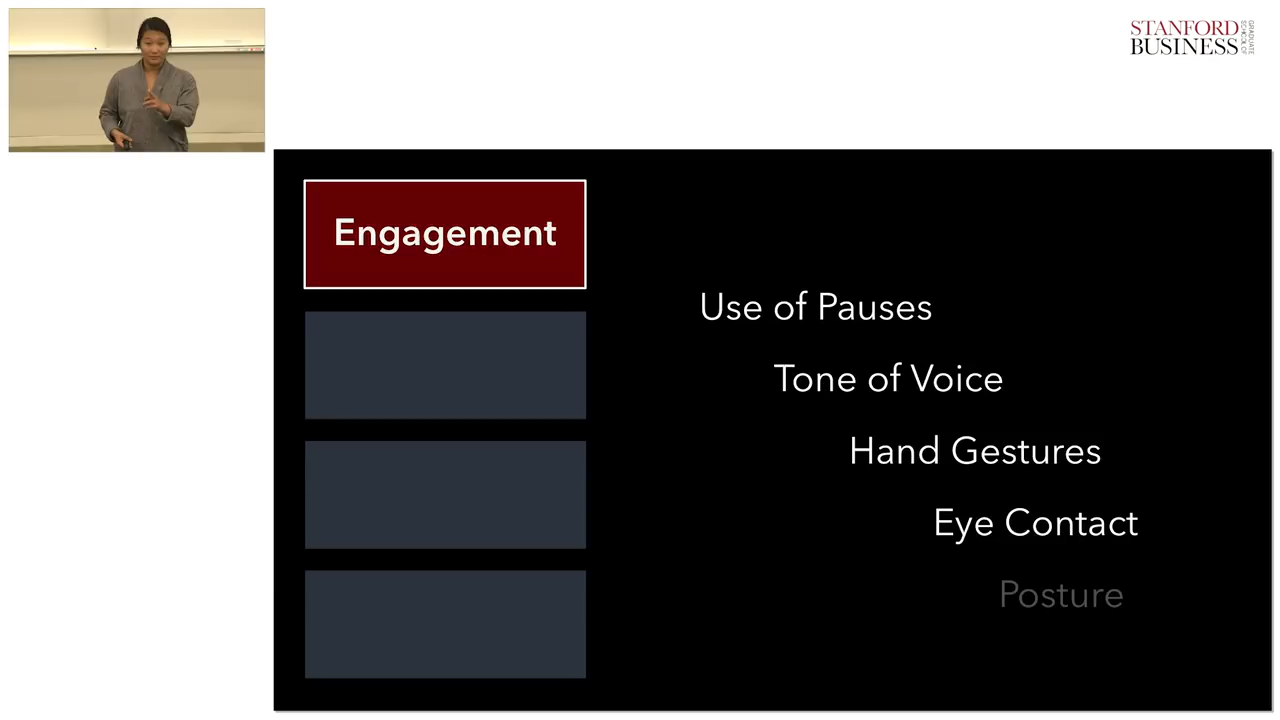 STANFORD
BUSINESS
GRADUATE
SCHOOL OF
Engagement
Use of Pauses
Tone of Voice
Hand Gestures
Eye Contact
Posture